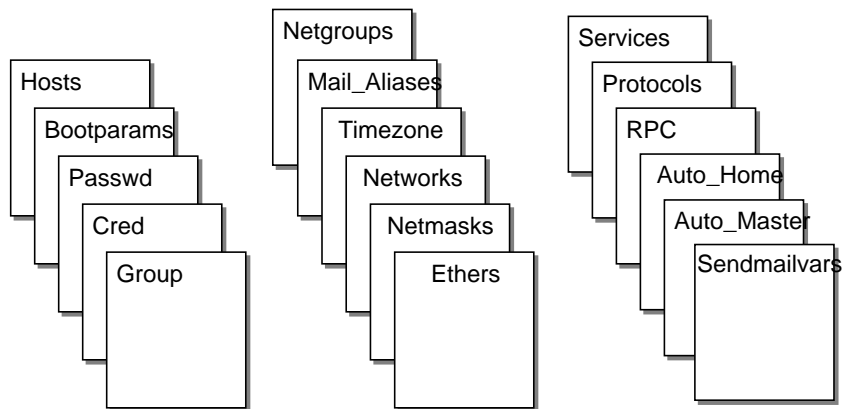 Hosts
Bootparams
Passwd
Cred
Group
Netgroups
Mail_Aliases
Timezone
Networks
Netmasks
Ethers
Services
Protocols
RPC
Auto_Home
Auto_Master
Sendmailvars